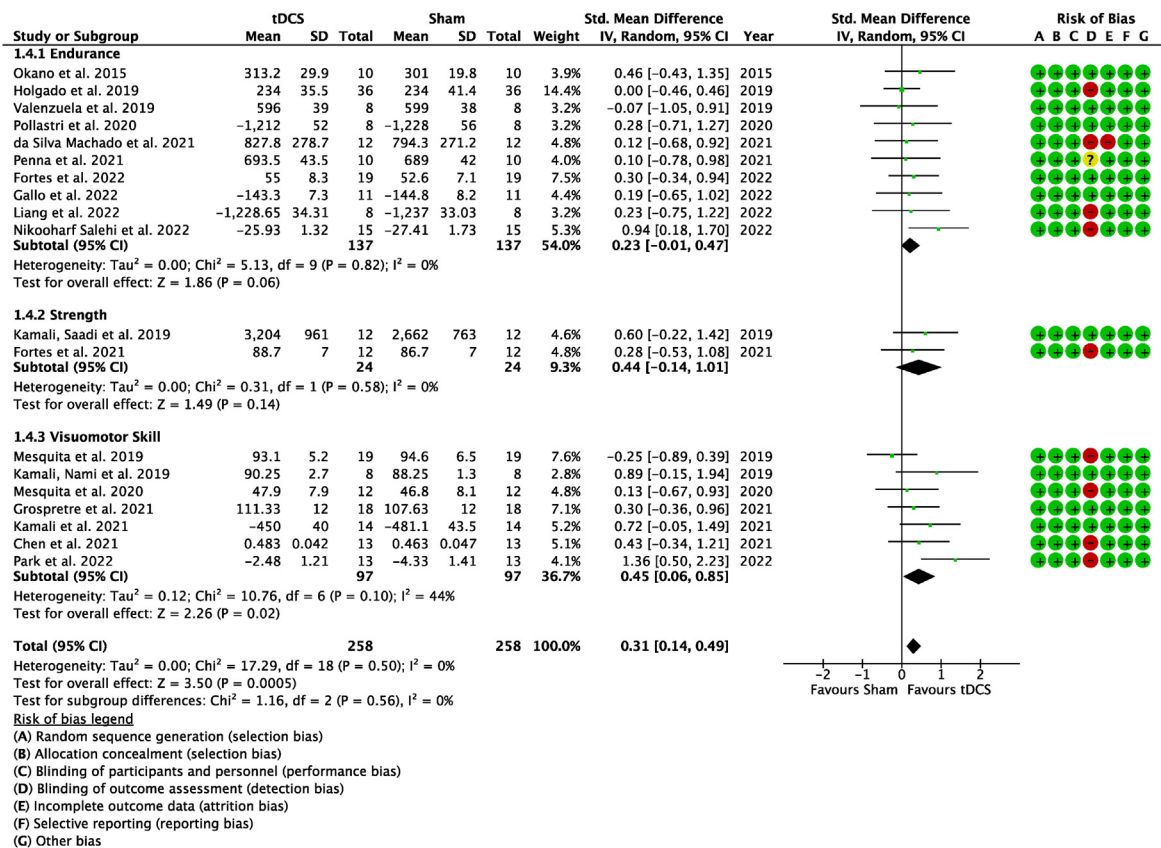 tDCS Sham Std. Mean Difference Std. Mean Difference Risk of Bias
Study or Subgroup Mean SD Total Mean SD Total Weight IV, Random, 95% CI Year IV, Random, 95% CI A B C D E F G
1.4.1 Endurance
Okano et al. 2015 313.2 29.9 10 301 19.8 10 3.9% 0.46 [−0.43, 1.35] 2015 + + + + + + +
Holgado et al. 2019 234 35.5 36 234 41.4 36 14.4% 0.00 [−0.46, 0.46] 2019 + + + − + + +
Valenzuela et al. 2019 596 39 8 599 38 8 3.2% −0.07 [−1.05, 0.91] 2019 + + + + + + +
Pollastri et al. 2020 −1,212 52 8 −1,228 56 8 3.2% 0.28 [−0.71, 1.27] 2020 + + + + + + +
da Silva Machado et al. 2021 827.8 278.7 12 794.3 271.2 12 4.8% 0.12 [−0.68, 0.92] 2021 + + + − − + +
Penna et al. 2021 693.5 43.5 10 689 42 10 4.0% 0.10 [−0.78, 0.98] 2021 + + + ? + + +
Fortes et al. 2022 55 8.3 19 52.6 7.1 19 7.5% 0.30 [−0.34, 0.94] 2022 + + + + + + +
Gallo et al. 2022 −143.3 7.3 11 −144.8 8.2 11 4.4% 0.19 [−0.65, 1.02] 2022 + + + + + + +
Liang et al. 2022 −1,228.65 34.31 8 −1,237 33.03 8 3.2% 0.23 [−0.75, 1.22] 2022 + + + − + + +
Nikooharf Salehi et al. 2022 −25.93 1.32 15 −27.41 1.73 15 5.3% 0.94 [0.18, 1.70] 2022 + + + − + + +
Subtotal (95% CI) 137 137 54.0% 0.23 [−0.01, 0.47]
Heterogeneity: Tau² = 0.00; Chi² = 5.13, df = 9 (P = 0.82); I² = 0%
Test for overall effect: Z = 1.86 (P = 0.06)
1.4.2 Strength
Kamali, Saadi et al. 2019 3,204 961 12 2,662 763 12 4.6% 0.60 [−0.22, 1.42] 2019 + + + + + + +
Fortes et al. 2021 88.7 7 12 86.7 7 12 4.8% 0.28 [−0.53, 1.08] 2021 + + + − + + +
Subtotal (95% CI) 24 24 9.3% 0.44 [−0.14, 1.01]
Heterogeneity: Tau² = 0.00; Chi² = 0.31, df = 1 (P = 0.58); I² = 0%
Test for overall effect: Z = 1.49 (P = 0.14)
1.4.3 Visuomotor Skill
Mesquita et al. 2019 93.1 5.2 19 94.6 6.5 19 7.6% −0.25 [−0.89, 0.39] 2019 + + + − + + +
Kamali, Nami et al. 2019 90.25 2.7 8 88.25 1.3 8 2.8% 0.89 [−0.15, 1.94] 2019 + + + + + + +
Mesquita et al. 2020 47.9 7.9 12 46.8 8.1 12 4.8% 0.13 [−0.67, 0.93] 2020 + + + − + + +
Grospretre et al. 2021 111.33 12 18 107.63 12 18 7.1% 0.30 [−0.36, 0.96] 2021 + + + + + + +
Kamali et al. 2021 −450 40 14 −481.1 43.5 14 5.2% 0.72 [−0.05, 1.49] 2021 + + + + + + +
Chen et al. 2021 0.483 0.042 13 0.463 0.047 13 5.1% 0.43 [−0.34, 1.21] 2021 + + + − + + +
Park et al. 2022 −2.48 1.21 13 −4.33 1.41 13 4.1% 1.36 [0.50, 2.23] 2022 + + + − + + +
Subtotal (95% CI) 97 97 36.7% 0.45 [0.06, 0.85]
Heterogeneity: Tau² = 0.12; Chi² = 10.76, df = 6 (P = 0.10); I² = 44%
Test for overall effect: Z = 2.26 (P = 0.02)
Total (95% CI) 258 258 100.0% 0.31 [0.14, 0.49]
Heterogeneity: Tau² = 0.00; Chi² = 17.29, df = 18 (P = 0.50); I² = 0%
Test for overall effect: Z = 3.50 (P = 0.0005)
Test for subgroup differences: Chi² = 1.16, df = 2 (P = 0.56), I² = 0%
−2 −1 0 1 2
Favours Sham Favours tDCS
Risk of bias legend
(A) Random sequence generation (selection bias)
(B) Allocation concealment (selection bias)
(C) Blinding of participants and personnel (performance bias)
(D) Blinding of outcome assessment (detection bias)
(E) Incomplete outcome data (attrition bias)
(F) Selective reporting (reporting bias)
(G) Other bias